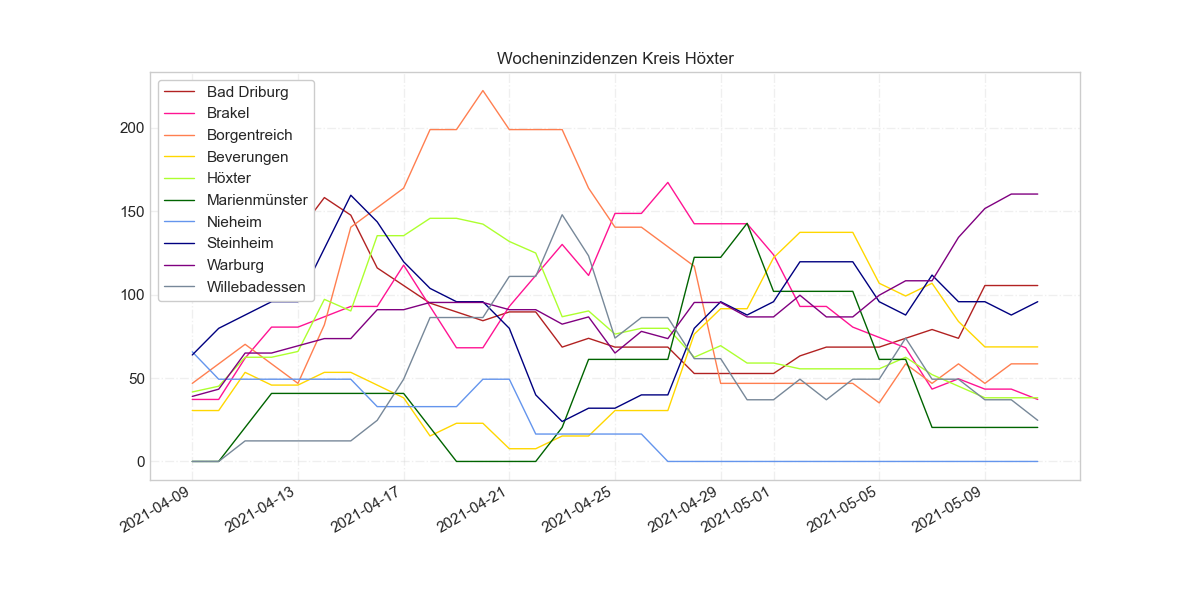 Wocheninzidenzen Kreis Höxter
Bad Driburg
Brakel
Borgentreich
Beverungen
Höxter
Marienmünster
Nieheim
Steinheim
Warburg
Willebadessen
200
150
100
50
0
2021-04-09
2021-04-13
2021-04-17
2021-04-21
2021-04-25
2021-04-29
2021-05-01
2021-05-05
2021-05-09